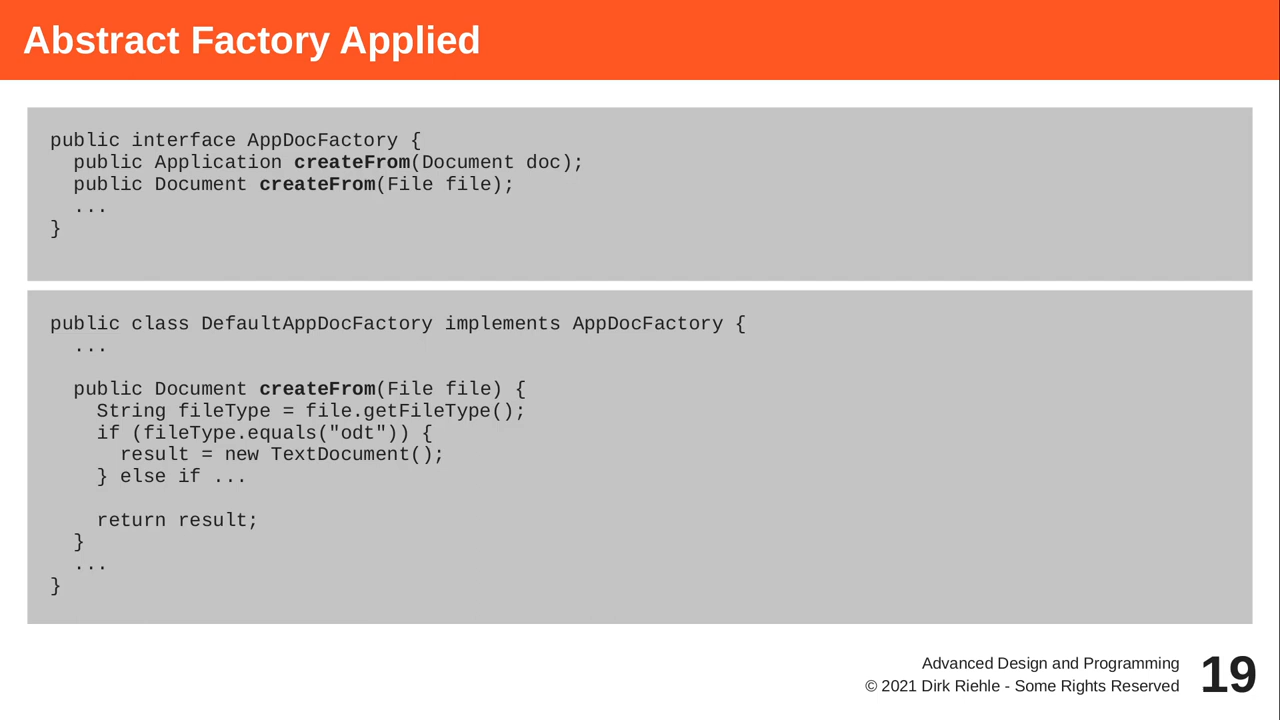 Abstract Factory Applied
public interface AppDocFactory {
  public Application createFrom(Document doc);
  public Document createFrom(File file);
  ...
}
public class DefaultAppDocFactory implements AppDocFactory {
  ...
  public Document createFrom(File file) {
    String fileType = file.getFileType();
    if (fileType.equals("odt")) {
      result = new TextDocument();
    } else if ...
    return result;
  }
  ...
}
Advanced Design and Programming
© 2021 Dirk Riehle - Some Rights Reserved
19